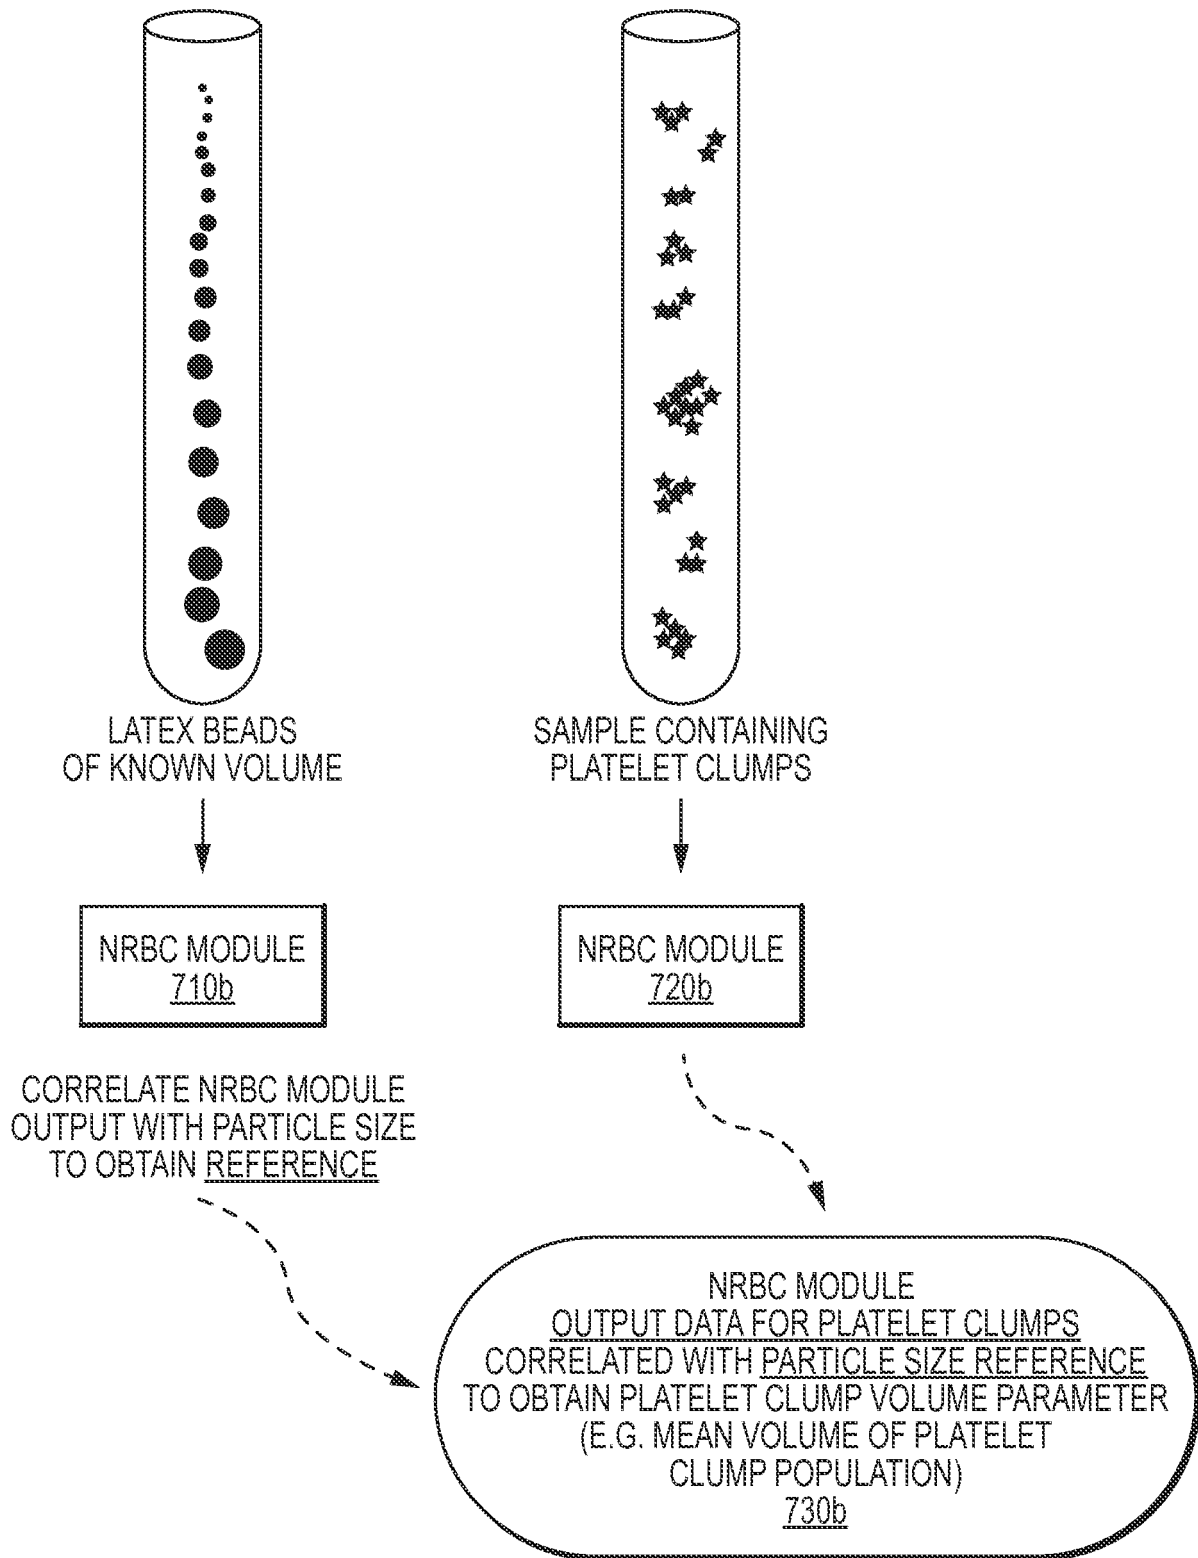 LATEX BEADS
OF KNOWN VOLUME
SAMPLE CONTAINING
PLATELET CLUMPS
NRBC MODULE
710b
NRBC MODULE
720b
CORRELATE NRBC MODULE
OUTPUT WITH PARTICLE SIZE
TO OBTAIN REFERENCE
NRBC MODULE
OUTPUT DATA FOR PLATELET CLUMPS
CORRELATED WITH PARTICLE SIZE REFERENCE
TO OBTAIN PLATELET CLUMP VOLUME PARAMETER
(E.G. MEAN VOLUME OF PLATELET
CLUMP POPULATION)
730b